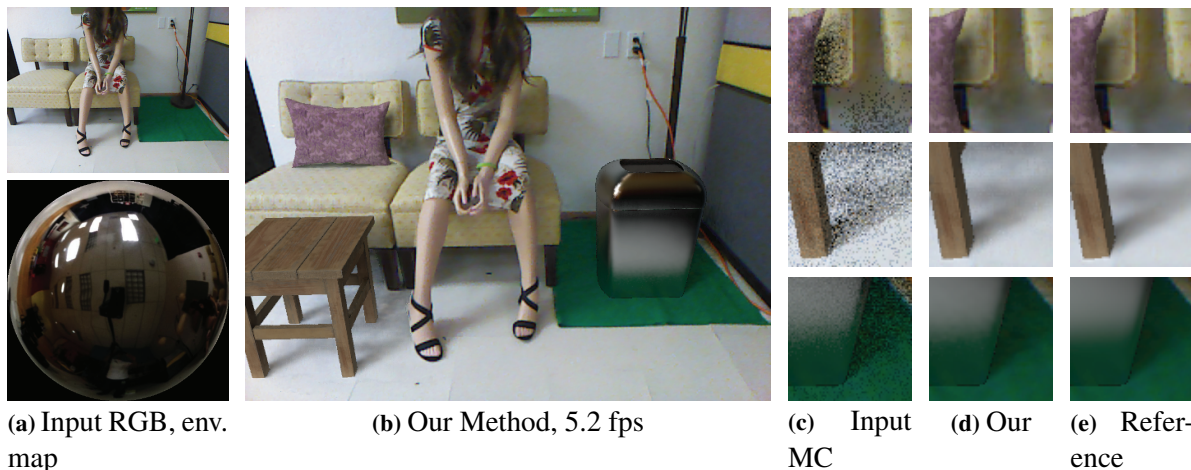 (a) Input RGB, env.
map
(b) Our Method, 5.2 fps
(c) Input
MC
(d) Our
(e) Refer-
ence